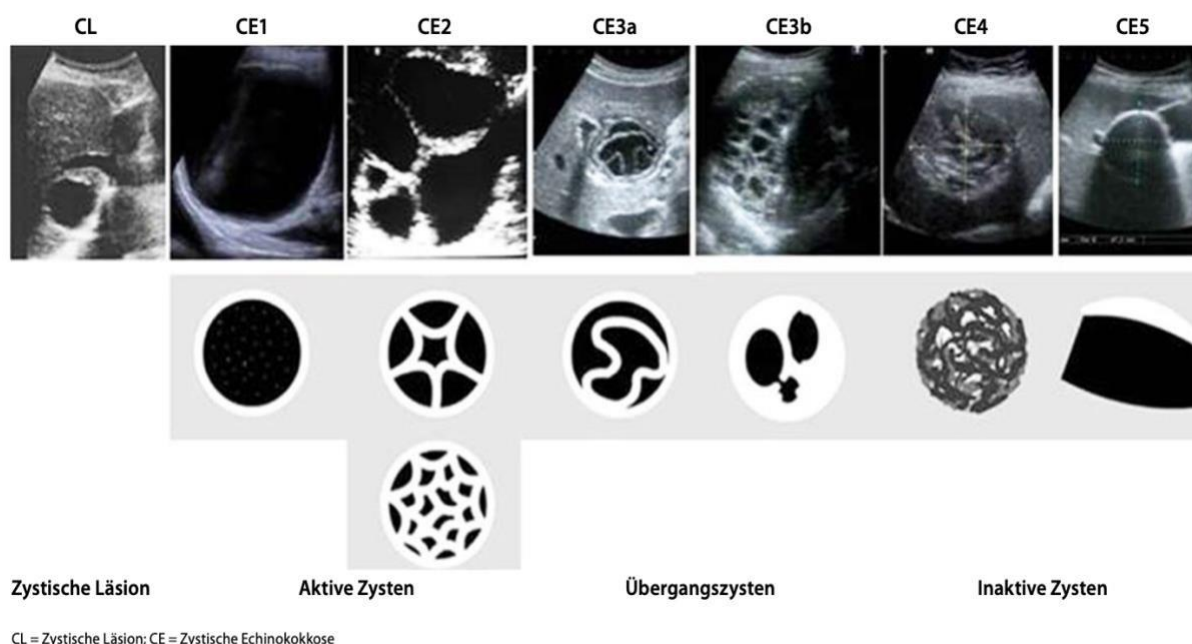 CL CE1 CE2 CE3a CE3b CE4 CE5
Zystische Läsion Aktive Zysten Übergangszysten Inaktive Zysten
CL = Zystische Läsion; CE = Zystische Echinokokkose